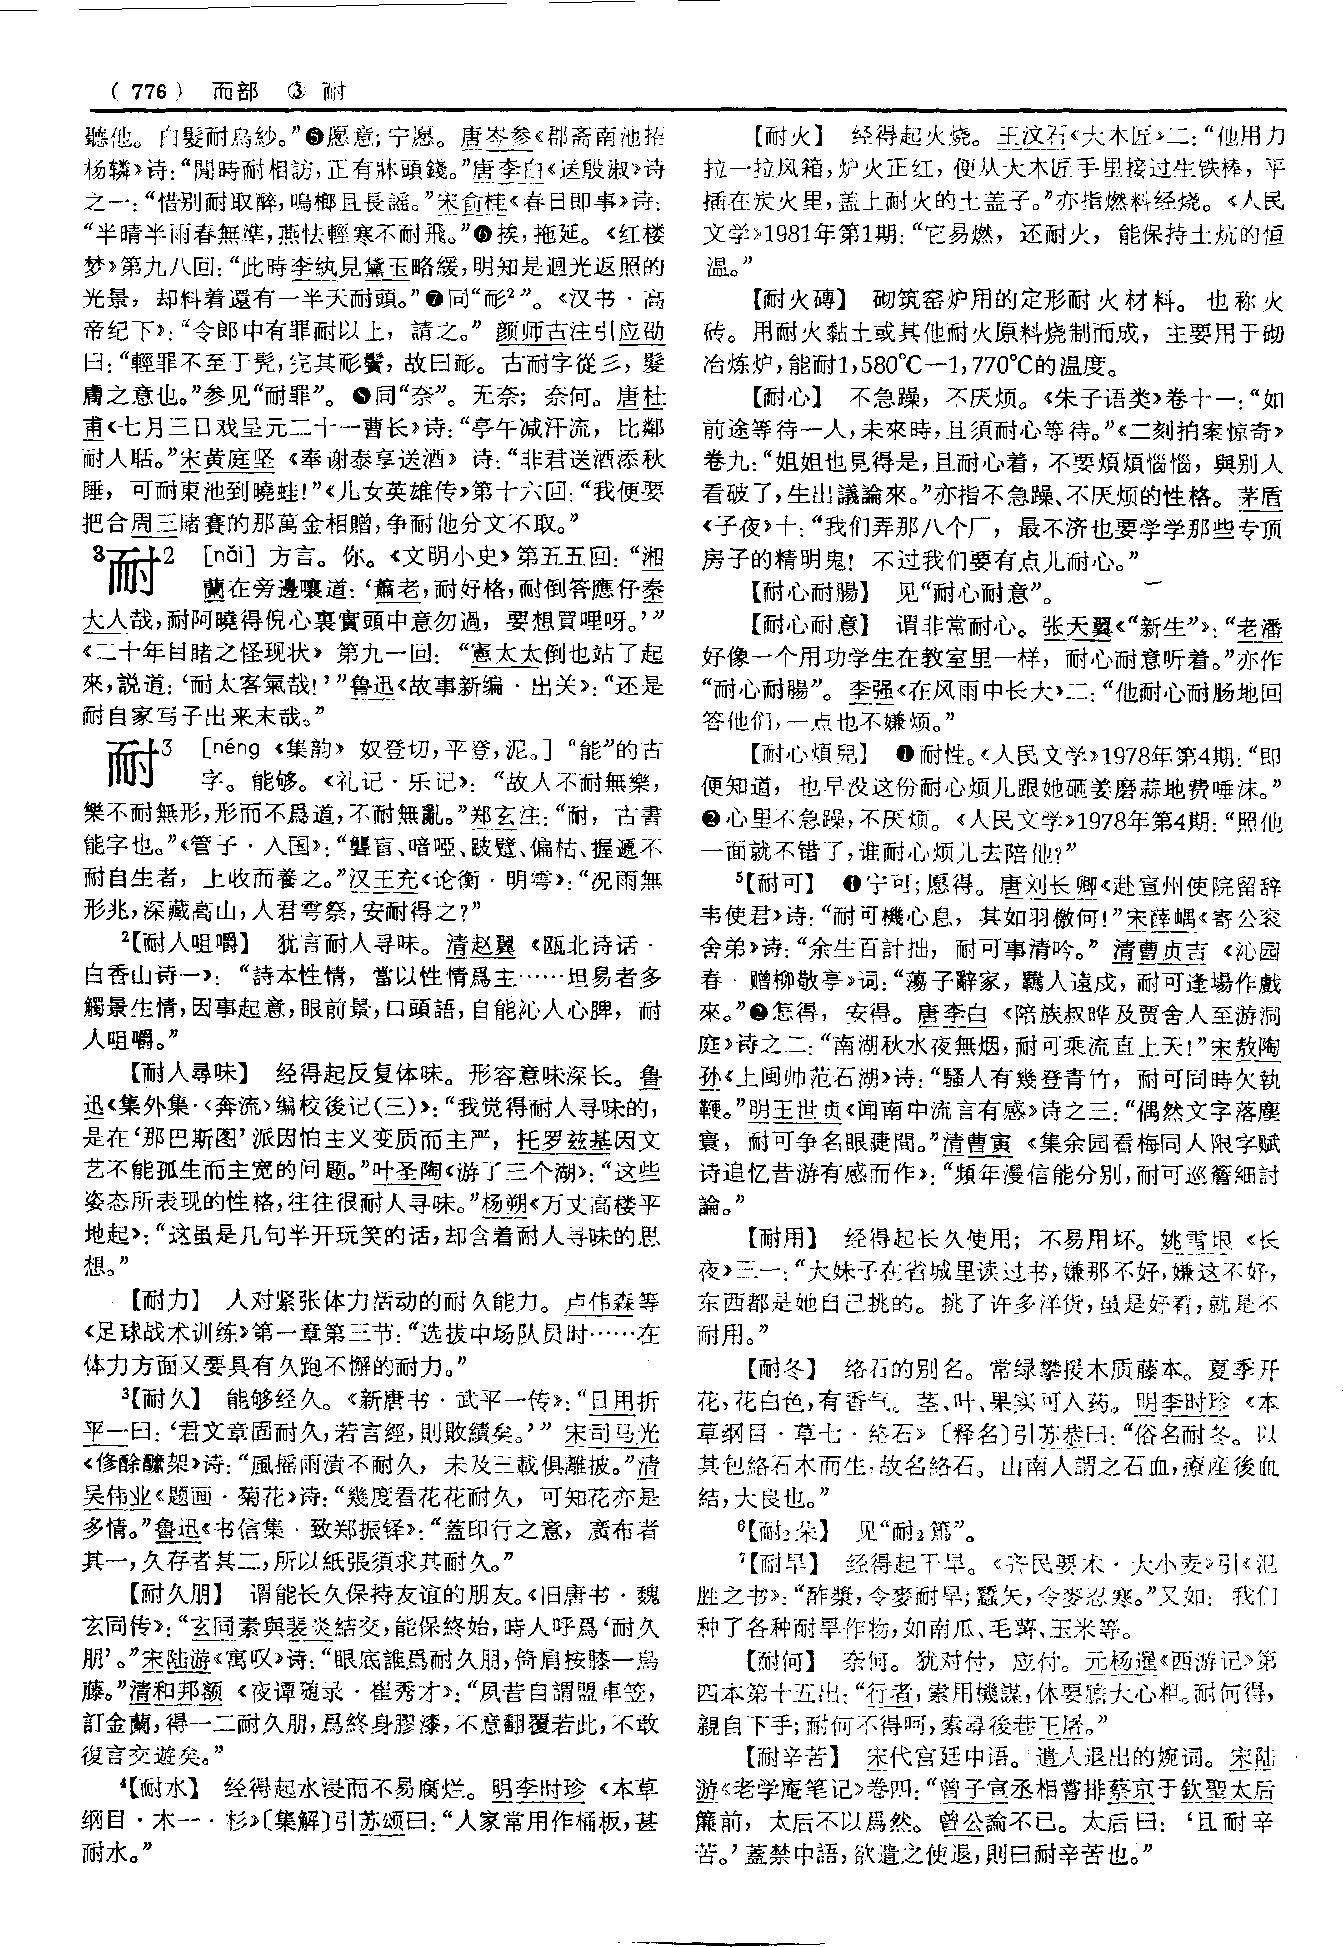 （776） 而部 ③ 耐
聽他。白髮耐烏紗。”❺愿意；宁愿。唐岑参《郡斋南池招
杨辚》诗：“閒時耐相訪，正有牀頭錢。”唐李白《送殷淑》诗
之一：“惜别耐取醉，鳴榔且長謡。”宋俞桂《春日即事》诗：
“半晴半雨春無準，燕怯輕寒不耐飛。”❻挨，拖延。《红楼
梦》第九八回：“此時李紈見黛玉略緩，明知是迴光返照的
光景，却料着還有一半天耐頭。”❼同“耏²”。《汉书·高
帝纪下》：“令郎中有罪耐以上，請之。”颜师古注引应劭
曰：“輕罪不至于髡，完其耏鬢，故曰耏。古耐字從彡，髮
膚之意也。”参见“耐罪”。❽同“奈”。无奈；奈何。唐杜
甫《七月三日戏呈元二十一曹长》诗：“亭午减汗流，比鄰
耐人聒。”宋黄庭坚《奉谢泰享送酒》诗：“非君送酒添秋
睡，可耐東池到曉蛙！”《儿女英雄传》第十六回：“我便要
把合周三賭賽的那萬金相贈，争耐他分文不取。”
³耐² [nǎi] 方言。你。《文明小史》第五五回：“湘
蘭在旁邊嚷道：‘蕭老，耐好格，耐倒答應仔秦
大人哉，耐阿曉得倪心裏實頭中意勿過，要想買哩呀。’”
《二十年目睹之怪现状》第九一回：“憲太太倒也站了起
來，説道：‘耐太客氣哉！’”鲁迅《故事新编·出关》：“还是
耐自家写子出来末哉。”
耐³ [néng《集韵》奴登切，平登，泥。]“能”的古
字。能够。《礼记·乐记》：“故人不耐無樂，
樂不耐無形，形而不爲道，不耐無亂。”郑玄注：“耐，古書
能字也。”《管子·入国》：“聾盲、喑啞、跛躄、偏枯、握遞不
耐自生者，上收而養之。”汉王充《论衡·明雩》：“况雨無
形兆，深藏高山，人君雩祭，安耐得之？”
²【耐人咀嚼】 犹言耐人寻味。清赵翼《瓯北诗话·
白香山诗一》：“詩本性情，當以性情爲主……坦易者多
觸景生情，因事起意，眼前景，口頭語，自能沁人心脾，耐
人咀嚼。”
【耐人尋味】 经得起反复体味。形容意味深长。鲁
迅《集外集·〈奔流〉编校後记（三）》：“我觉得耐人寻味的，
是在‘那巴斯图’派因怕主义变质而主严，托罗兹基因文
艺不能孤生而主宽的问题。”叶圣陶《游了三个湖》：“这些
姿态所表现的性格，往往很耐人寻味。”杨朔《万丈高楼平
地起》：“这虽是几句半开玩笑的话，却含着耐人寻味的思
想。”
【耐力】 人对紧张体力活动的耐久能力。卢伟森等
《足球战术训练》第一章第三节：“选拔中场队员时……在
体力方面又要具有久跑不懈的耐力。”
³【耐久】 能够经久。《新唐书·武平一传》：“日用折
平一曰：‘君文章固耐久，若言經，則敗績矣。’”宋司马光
《修酴醾架》诗：“風摇雨漬不耐久，未及三載俱離披。”清
吴伟业《题画·菊花》诗：“幾度看花花耐久，可知花亦是
多情。”鲁迅《书信集·致郑振铎》：“蓋印行之意，廣布者
其一，久存者其二，所以紙張須求其耐久。”
【耐久朋】 谓能长久保持友谊的朋友。《旧唐书·魏
玄同传》：“玄同素與裴炎結交，能保終始，時人呼爲‘耐久
朋’。”宋陆游《寓叹》诗：“眼底誰爲耐久朋，倚肩按膝一烏
藤。”清和邦额《夜谭随录·崔秀才》：“夙昔自謂盟車笠，
訂金蘭，得一二耐久朋，爲終身膠漆，不意翻覆若此，不敢
復言交遊矣。”
⁴【耐水】 经得起水浸而不易腐烂。明李时珍《本草
纲目·木一·杉》〔集解〕引苏颂曰：“人家常用作桶板，甚
耐水。”
【耐火】 经得起火烧。王汶石《大木匠》二：“他用力
拉一拉风箱，炉火正红，便从大木匠手里接过生铁棒，平
插在炭火里，盖上耐火的土盖子。”亦指燃料经烧。《人民
文学》1981年第1期：“它易燃，还耐火，能保持土炕的恒
温。”
【耐火磚】 砌筑窑炉用的定形耐火材料。也称火
砖。用耐火黏土或其他耐火原料烧制而成，主要用于砌
冶炼炉，能耐1,580℃—1,770℃的温度。
【耐心】 不急躁，不厌烦。《朱子语类》卷十一：“如
前途等待一人，未來時，且須耐心等待。”《二刻拍案惊奇》
卷九：“姐姐也見得是，且耐心着，不要煩煩惱惱，與別人
看破了，生出議論來。”亦指不急躁、不厌烦的性格。茅盾
《子夜》十：“我们弄那八个厂，最不济也要学学那些专顶
房子的精明鬼！不过我们要有点儿耐心。”
【耐心耐腸】 见“耐心耐意”。
【耐心耐意】 谓非常耐心。张天翼《“新生”》：“老潘
好像一个用功学生在教室里一样，耐心耐意听着。”亦作
“耐心耐腸”。李强《在风雨中长大》二：“他耐心耐肠地回
答他们，一点也不嫌烦。”
【耐心煩兒】 ❶耐性。《人民文学》1978年第4期：“即
便知道，也早没这份耐心烦儿跟她砸姜磨蒜地费唾沫。”
❷心里不急躁，不厌烦。《人民文学》1978年第4期：“照他
一面就不错了，谁耐心烦儿去陪他？”
⁵【耐可】 ❶宁可；愿得。唐刘长卿《赴宣州使院留辞
韦使君》诗：“耐可機心息，其如羽檄何！”宋薛嵎《寄公衮
舍弟》诗：“余生百計拙，耐可事清吟。”清曹贞吉《沁园
春·赠柳敬亭》词：“蕩子辭家，羈人遠戍，耐可逢場作戲
來。”❷怎得，安得。唐李白《陪族叔晔及贾舍人至游洞
庭》诗之二：“南湖秋水夜無烟，耐可乘流直上天！”宋敖陶
孙《上闽帅范石湖》诗：“騷人有幾登青竹，耐可同時欠執
鞭。”明王世贞《闻南中流言有感》诗之三：“偶然文字落塵
寰，耐可争名眼睫間。”清曹寅《集余园看梅同人限字赋
诗追忆昔游有感而作》：“頻年漫信能分别，耐可巡簷細討
論。”
【耐用】 经得起长久使用；不易用坏。姚雪垠《长
夜》三一：“大妹子在省城里读过书，嫌那不好，嫌这不好，
东西都是她自己挑的。挑了许多洋货，虽是好看，就是不
耐用。”
【耐冬】 络石的别名。常绿攀援木质藤本。夏季开
花，花白色，有香气。茎、叶、果实可入药。明李时珍《本
草纲目·草七·络石》〔释名〕引苏恭曰：“俗名耐冬。以
其包絡石木而生，故名絡石。山南人謂之石血，療産後血
結，大良也。”
⁶【耐₂朵】 见“耐₂篤”。
⁷【耐旱】 经得起干旱。《齐民要术·大小麦》引《氾
胜之书》：“酢漿，令麥耐旱；蠶矢，令麥忍寒。”又如：我们
种了各种耐旱作物，如南瓜、毛薯、玉米等。
【耐何】 奈何。犹对付，应付。元杨暹《西游记》第
四本第十五出：“行者，索用機謀，休要膽大心粗。耐何得，
親自下手；耐何不得呵，索尋後巷王屠。”
【耐辛苦】 宋代宫廷中语。遣人退出的婉词。宋陆
游《老学庵笔记》卷四：“曾子宣丞相嘗排蔡京于欽聖太后
簾前，太后不以爲然。曾公論不已。太后曰：‘且耐辛
苦。’蓋禁中語，欲遣之使退，則曰耐辛苦也。”